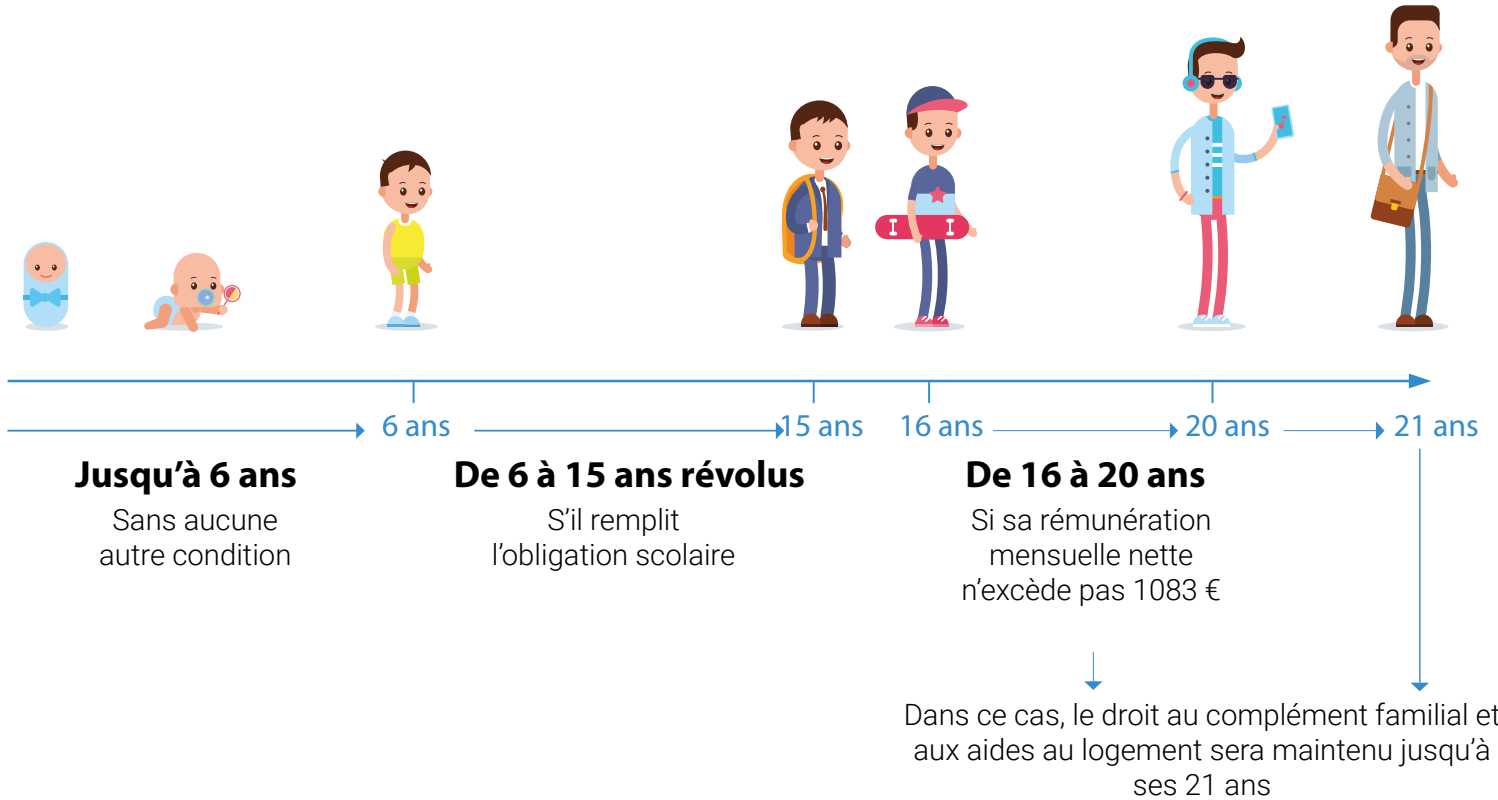 6 ans
15 ans
16 ans
20 ans
21 ans
Jusqu’à 6 ans
Sans aucune
autre condition
De 6 à 15 ans révolus
S’il remplit
l’obligation scolaire
De 16 à 20 ans
Si sa rémunération
mensuelle nette
n’excède pas 1083 €
Dans ce cas, le droit au complément familial et
aux aides au logement sera maintenu jusqu’à
ses 21 ans